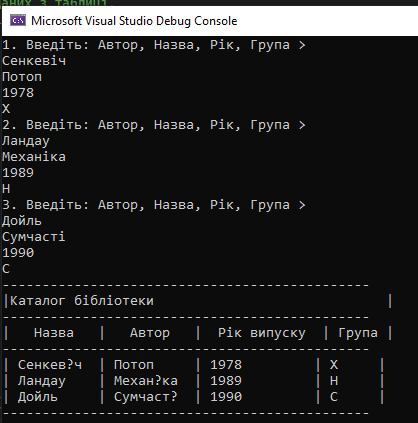 аних з таблиці
Microsoft Visual Studio Debug Console
1. Введіть: Автор, Назва, Рік, Група >
Сенкевіч
Потоп
1978
Х
2. Введіть: Автор, Назва, Рік, Група >
Ландау
Механіка
1989
Н
3. Введіть: Автор, Назва, Рік, Група >
Дойль
Сумчасті
1990
С
----------------------------------------------
|Каталог бібліотеки |
----------------------------------------------
| Назва | Автор | Рік випуску | Група |
----------------------------------------------
| Сенкев?ч | Потоп | 1978 | Х |
| Ландау | Механ?ка | 1989 | Н |
| Дойль | Сумчаст? | 1990 | С |
----------------------------------------------